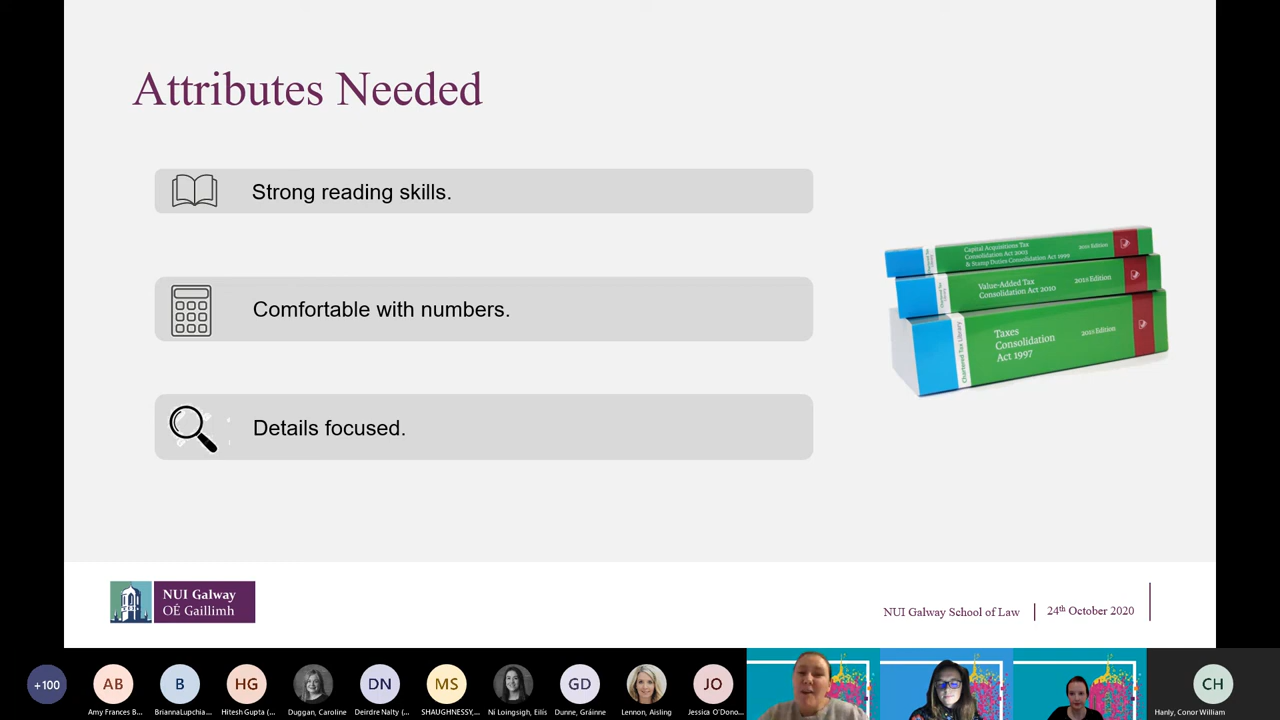 Attributes Needed
Strong reading skills.
Capital Acquisitions Tax
Consolidation Act 2003
& Stamp Duties Consolidation Act 1999
2015 Edition
Value-Added Tax
Consolidation Act 2010
2015 Edition
Comfortable with numbers.
Taxes
Consolidation
Act 1997
2015 Edition
Chartered Tax Library
Details focused.
NUI Galway
OÉ Gaillimh
NUI Galway School of Law
24th October 2020
+100
AB
B
HG
DN
MS
GD
JO
CH
Amy Frances B...
BriannaLupchia...
Hitesh Gupta (...
Duggan, Caroline
Deirdre Nalty (...
SHAUGHNESSY,...
Ní Loingsigh, Eilís
Dunne, Gráinne
Lennon, Aisling
Jessica O'Dono...
Hanly, Conor William